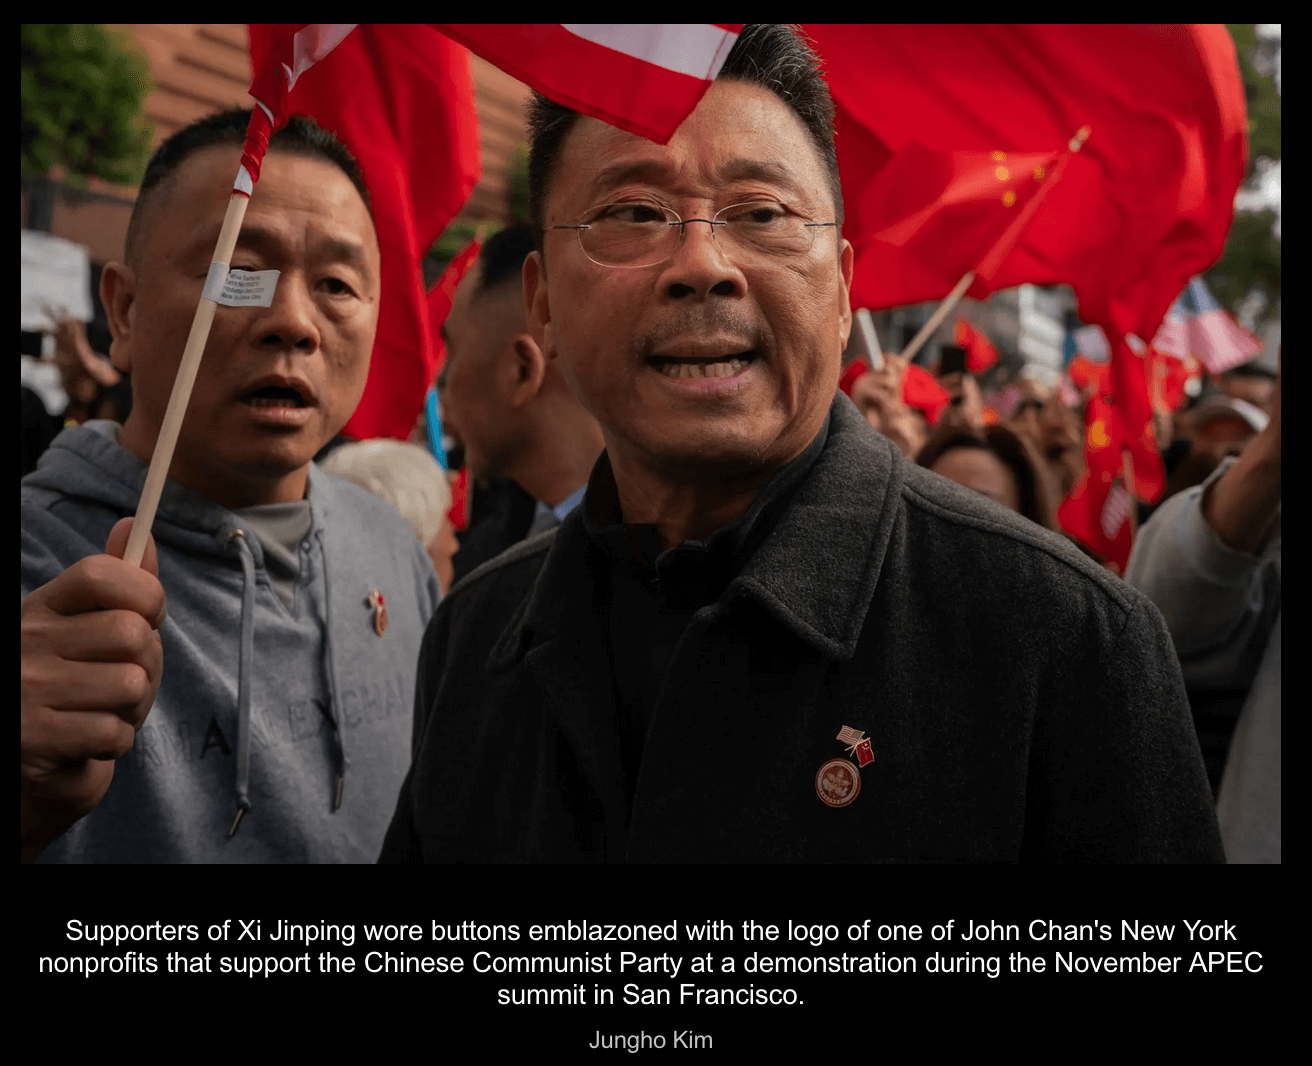 Supporters of Xi Jinping wore buttons emblazoned with the logo of one of John Chan's New York
nonprofits that support the Chinese Communist Party at a demonstration during the November APEC
summit in San Francisco.
Jungho Kim